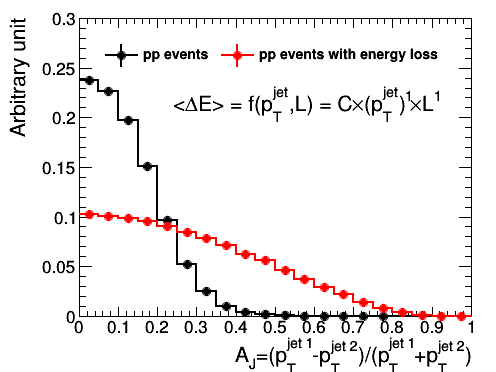 Arbitrary unit
0.3
0.25
0.2
0.15
0.1
0.05
0
pp events
pp events with energy loss
<ΔE> = f(p_T^jet,L) = C×(p_T^jet)^1×L^1
0 0.1 0.2 0.3 0.4 0.5 0.6 0.7 0.8 0.9 1
A_J=(p_T^jet 1-p_T^jet 2)/(p_T^jet 1+p_T^jet 2)